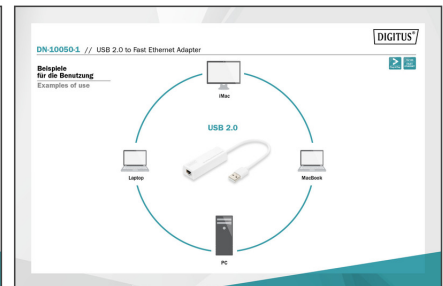 DIGITUS®
DN-10050-1 // USB 2.0 to Fast Ethernet Adapter
Beispiele
für die Benutzung
Examples of use
iMac
USB 2.0
Laptop
MacBook
PC